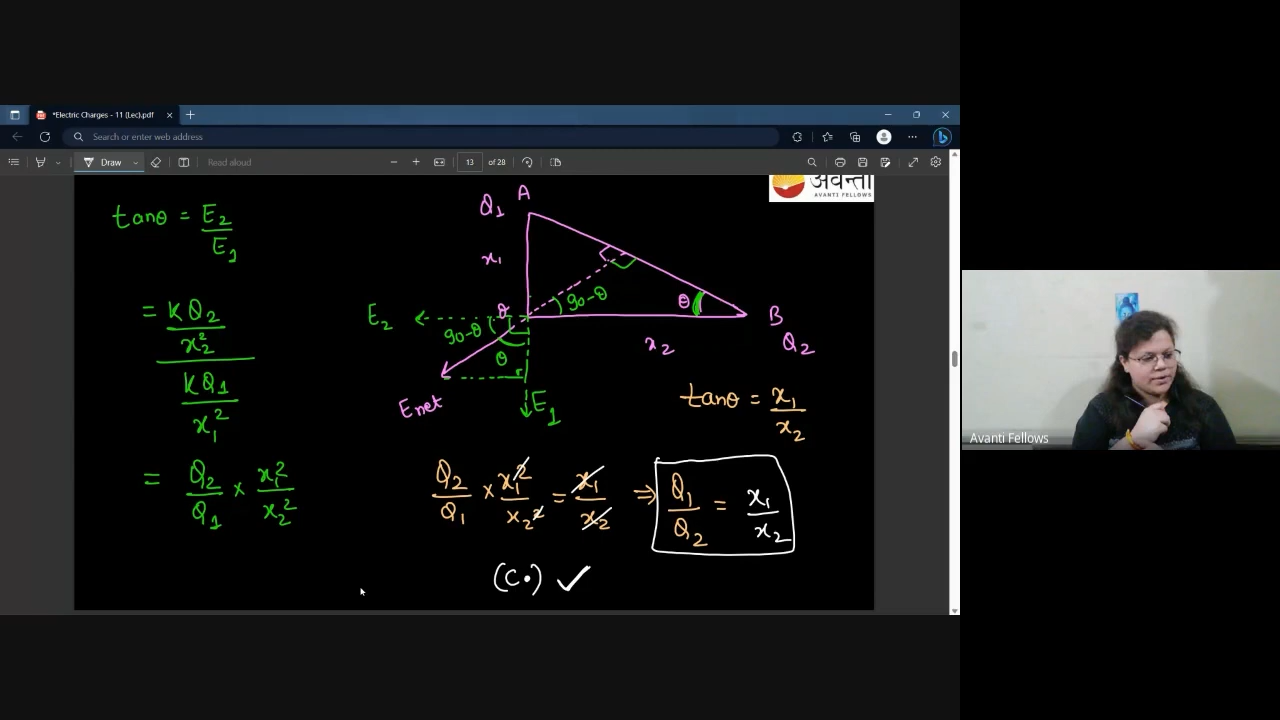 *Electric Charges - 11 (Lec).pdf
Search or enter web address
Draw
Read aloud
13 of 28
अवन्ता
AVANTI FELLOWS
tanθ = E2/E1
= KQ2/x2² / KQ1/x1²
= Q2/Q1 × x1²/x2²
Q1 A
x1
θ
90-θ
θ
B
Q2
x2
E2
90-θ
θ
Enet
E1
tanθ = x1/x2
Q2/Q1 × x1²/x2² = x1/x2 ⇒ Q1/Q2 = x1/x2
(C.) ✓
Avanti Fellows